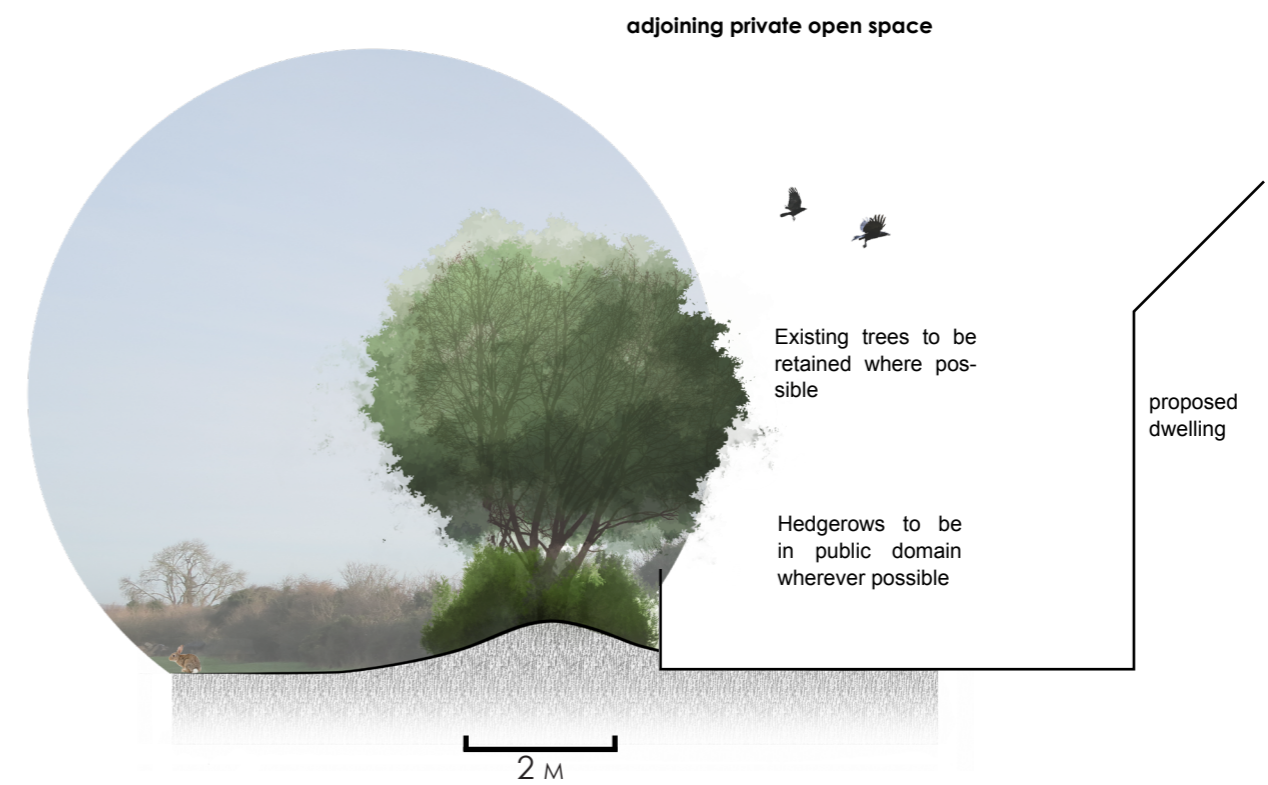 adjoining private open space
Existing trees to be
retained where pos-
sible
proposed
dwelling
Hedgerows to be
in public domain
wherever possible
2 M